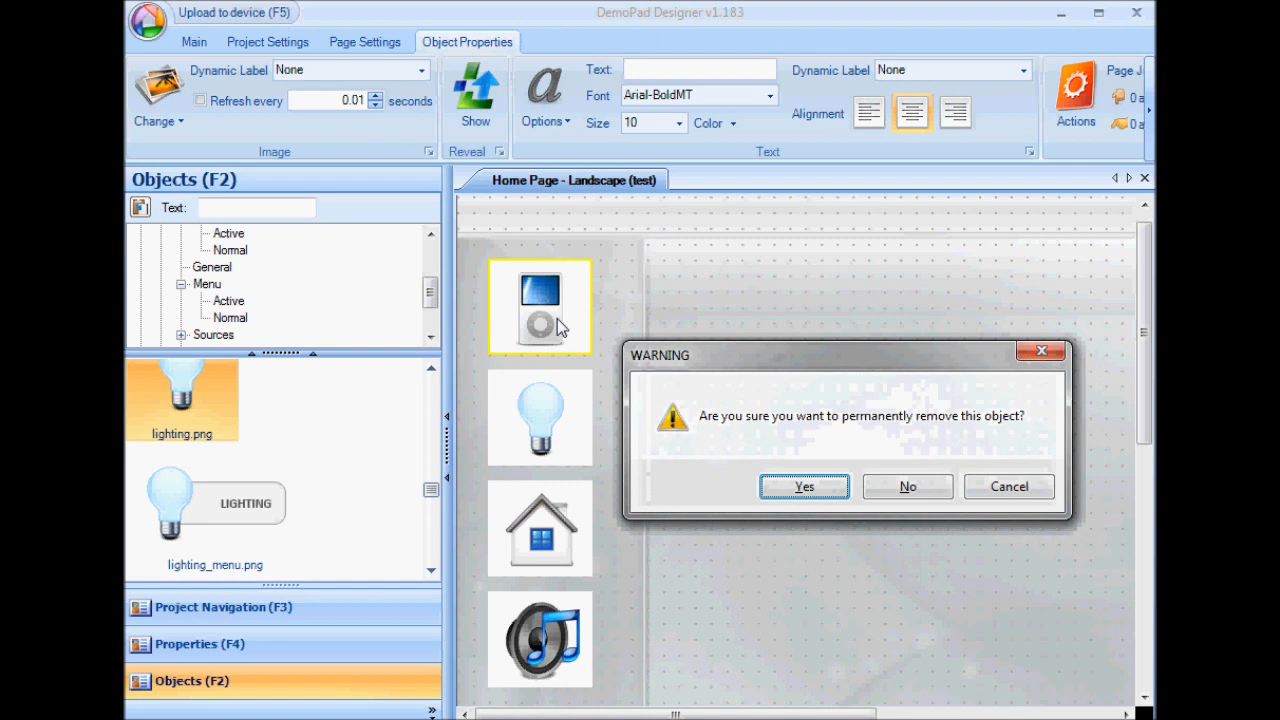 Upload to device (F5)
DemoPad Designer v1.183
Main
Project Settings
Page Settings
Object Properties
Dynamic Label
None
Refresh every
0.01
seconds
Change
Image
Show
Reveal
Options
Text:
Font
Arial-BoldMT
Size
10
Color
Dynamic Label
None
Alignment
Text
Actions
Page J
0 a
0 a
Objects (F2)
Text:
Active
Normal
General
Menu
Active
Normal
Sources
lighting.png
LIGHTING
lighting_menu.png
Project Navigation (F3)
Properties (F4)
Objects (F2)
Home Page - Landscape (test)
WARNING
Are you sure you want to permanently remove this object?
Yes
No
Cancel